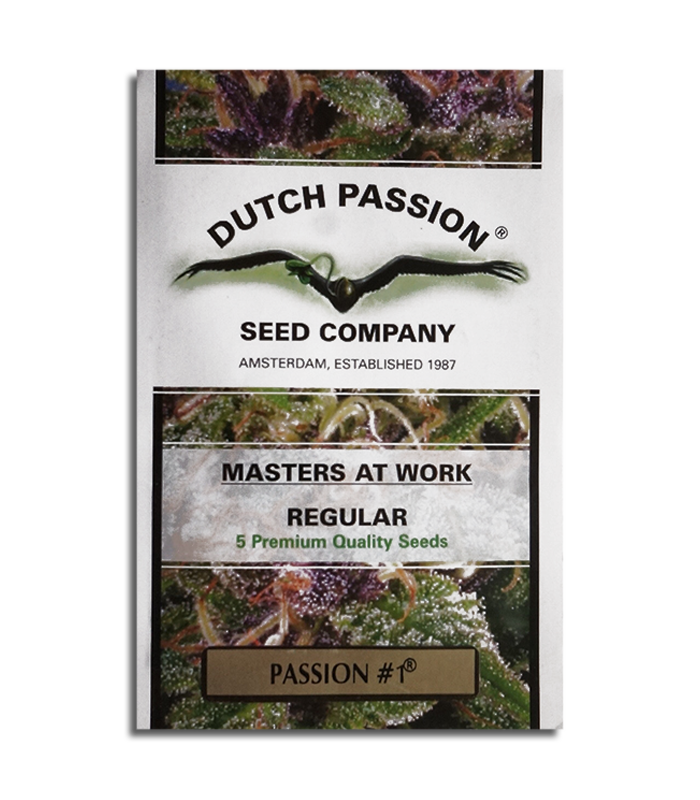 DUTCH PASSION®
SEED COMPANY
AMSTERDAM, ESTABLISHED 1987
MASTERS AT WORK
REGULAR
5 Premium Quality Seeds
PASSION #1®